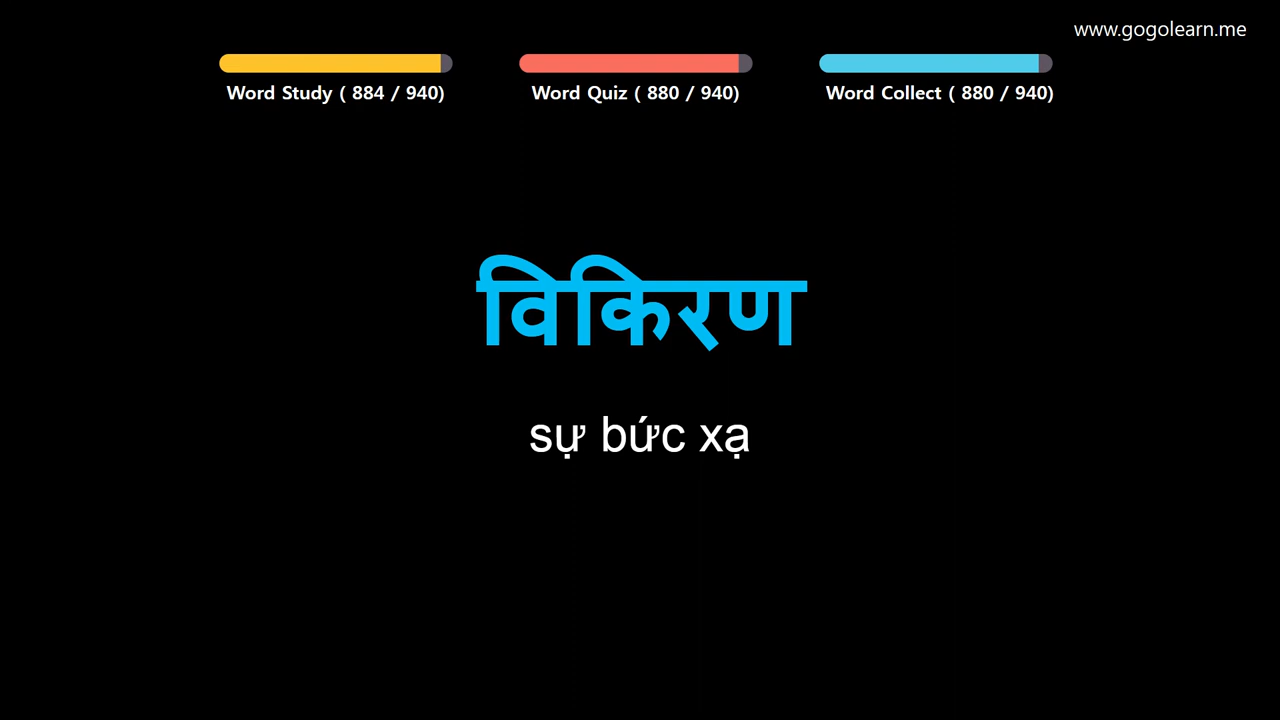 www.gogolearn.me
Word Study ( 884 / 940)
Word Quiz ( 880 / 940)
Word Collect ( 880 / 940)
विकिरण
sự bức xạ